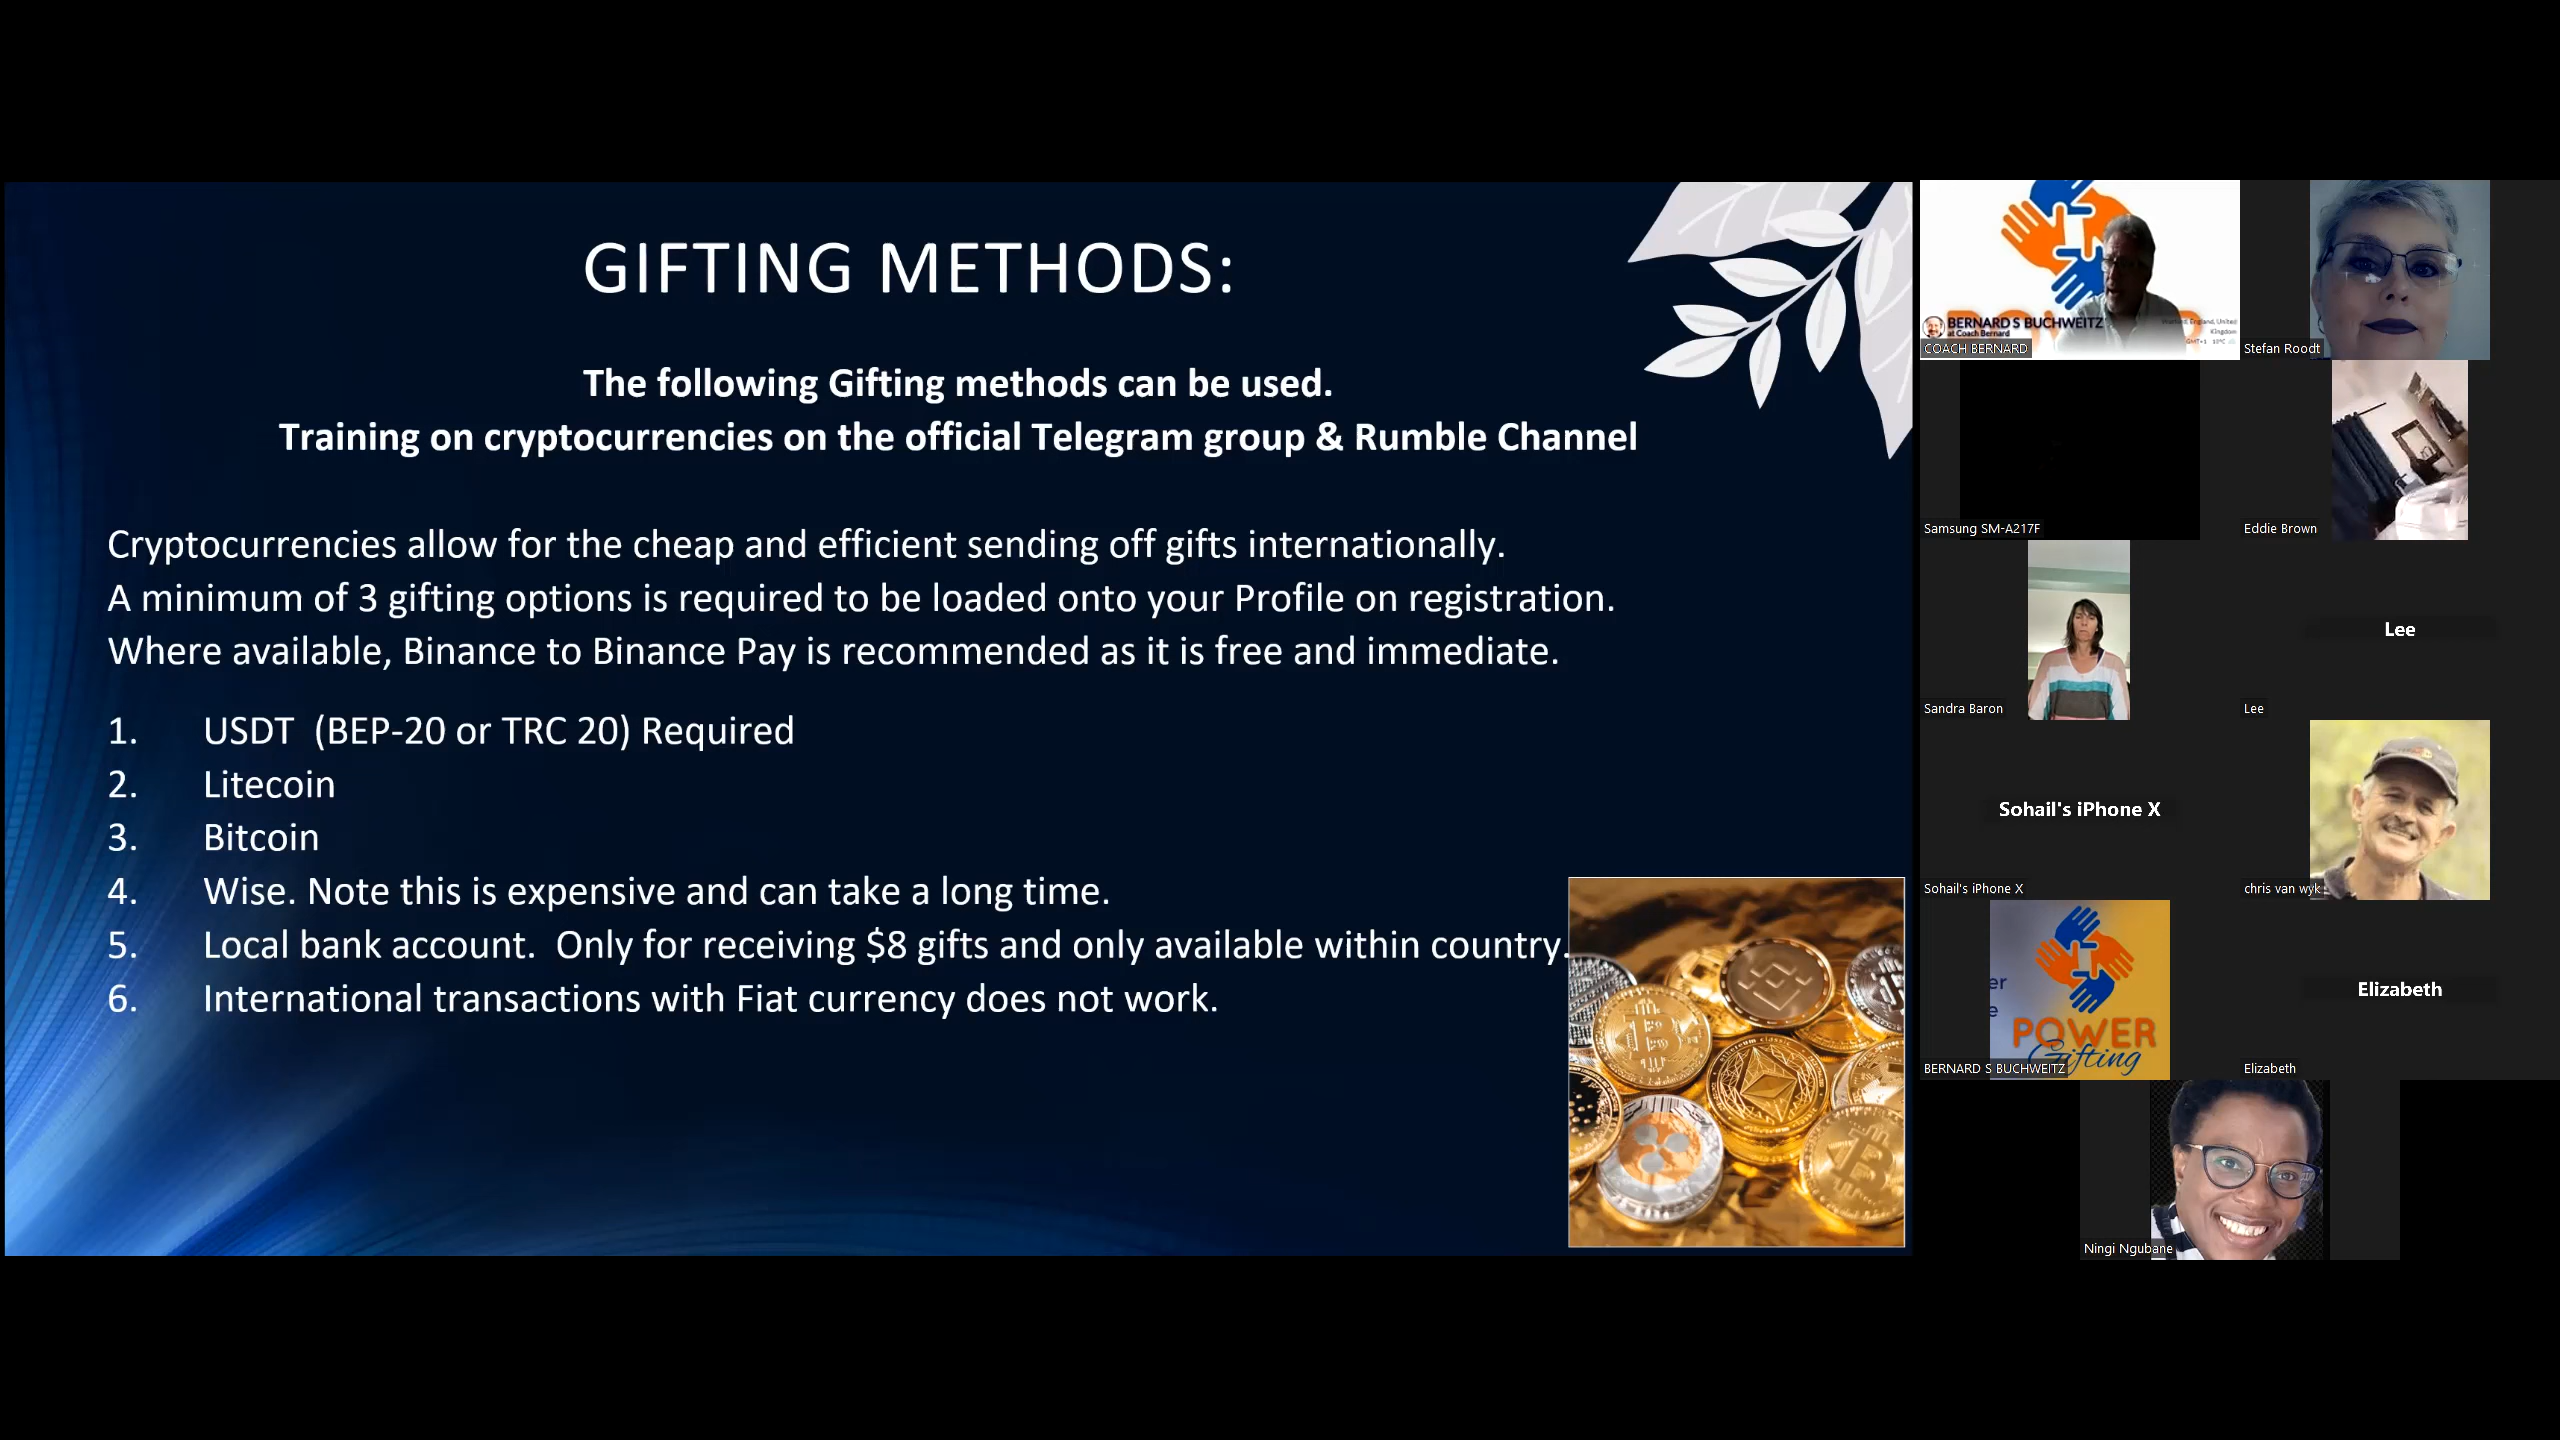 GIFTING METHODS:
The following Gifting methods can be used.
Training on cryptocurrencies on the official Telegram group & Rumble Channel
Cryptocurrencies allow for the cheap and efficient sending off gifts internationally.
A minimum of 3 gifting options is required to be loaded onto your Profile on registration.
Where available, Binance to Binance Pay is recommended as it is free and immediate.
1. USDT (BEP-20 or TRC 20) Required
2. Litecoin
3. Bitcoin
4. Wise. Note this is expensive and can take a long time.
5. Local bank account. Only for receiving $8 gifts and only available within country.
6. International transactions with Fiat currency does not work.
BERNARD S BUCHWEITZ
at Coach Bernard
England, United
Kingdom
COACH BERNARD
Stefan Roodt
Samsung SM-A217F
Eddie Brown
Sandra Baron
Lee
Lee
Sohail's iPhone X
Sohail's iPhone X
chris van wyk
er
e
POWER
Gifting
BERNARD S BUCHWEITZ
Elizabeth
Elizabeth
Ningi Ngubane